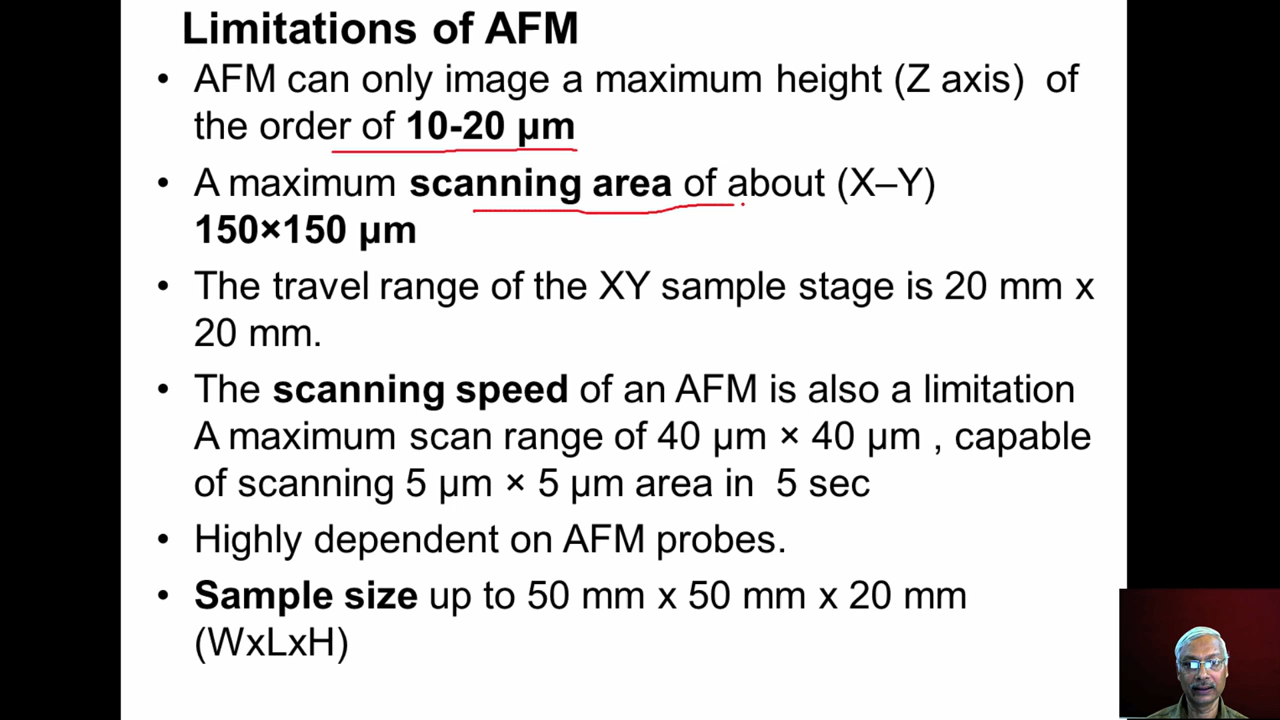 Limitations of AFM
• AFM can only image a maximum height (Z axis) of
the order of 10-20 µm
• A maximum scanning area of about (X–Y)
150×150 µm
• The travel range of the XY sample stage is 20 mm x
20 mm.
• The scanning speed of an AFM is also a limitation
A maximum scan range of 40 µm × 40 µm , capable
of scanning 5 µm × 5 µm area in 5 sec
• Highly dependent on AFM probes.
• Sample size up to 50 mm x 50 mm x 20 mm
(WxLxH)